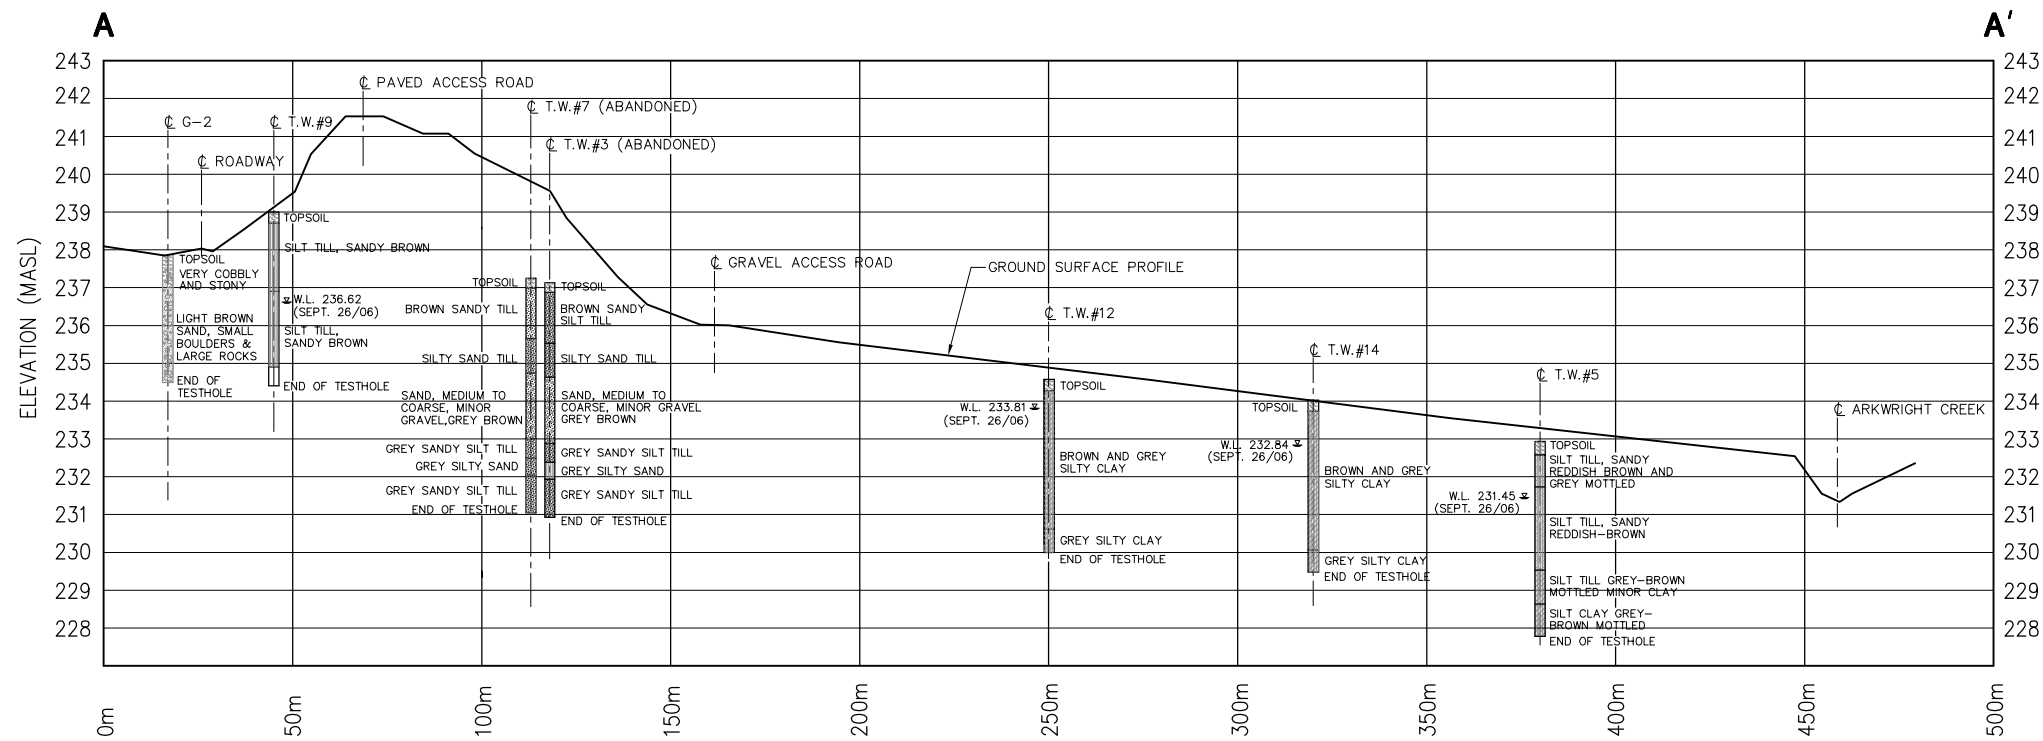 A
A'
243
242
241
240
239
238
237
236
235
234
233
232
231
230
229
228
ELEVATION (MASL)
℄ G-2
℄ ROADWAY
℄ T.W.#9
℄ PAVED ACCESS ROAD
℄ T.W.#7 (ABANDONED)
℄ T.W.#3 (ABANDONED)
℄ GRAVEL ACCESS ROAD
GROUND SURFACE PROFILE
℄ T.W.#12
℄ T.W.#14
℄ T.W.#5
℄ ARKWRIGHT CREEK
TOPSOIL
VERY COBBLY
AND STONY
LIGHT BROWN
SAND, SMALL
BOULDERS &
LARGE ROCKS
END OF
TESTHOLE
TOPSOIL
SILT TILL, SANDY BROWN
W.L. 236.62
(SEPT. 26/06)
SILT TILL,
SANDY BROWN
END OF TESTHOLE
TOPSOIL
BROWN SANDY TILL
SILTY SAND TILL
SAND, MEDIUM TO
COARSE, MINOR
GRAVEL,GREY BROWN
GREY SANDY SILT TILL
GREY SILTY SAND
GREY SANDY SILT TILL
END OF TESTHOLE
TOPSOIL
BROWN SANDY
SILT TILL
SILTY SAND TILL
SAND, MEDIUM TO
COARSE, MINOR GRAVEL
GREY BROWN
GREY SANDY SILT TILL
GREY SILTY SAND
GREY SANDY SILT TILL
END OF TESTHOLE
TOPSOIL
W.L. 233.81
(SEPT. 26/06)
BROWN AND GREY
SILTY CLAY
GREY SILTY CLAY
END OF TESTHOLE
TOPSOIL
W.L. 232.84
(SEPT. 26/06)
BROWN AND GREY
SILTY CLAY
GREY SILTY CLAY
END OF TESTHOLE
TOPSOIL
SILT TILL, SANDY
REDDISH BROWN AND
GREY MOTTLED
W.L. 231.45
(SEPT. 26/06)
SILT TILL, SANDY
REDDISH-BROWN
SILT TILL GREY-BROWN
MOTTLED MINOR CLAY
SILT CLAY GREY-
BROWN MOTTLED
END OF TESTHOLE
243
242
241
240
239
238
237
236
235
234
233
232
231
230
229
228
0m
50m
100m
150m
200m
250m
300m
350m
400m
450m
500m